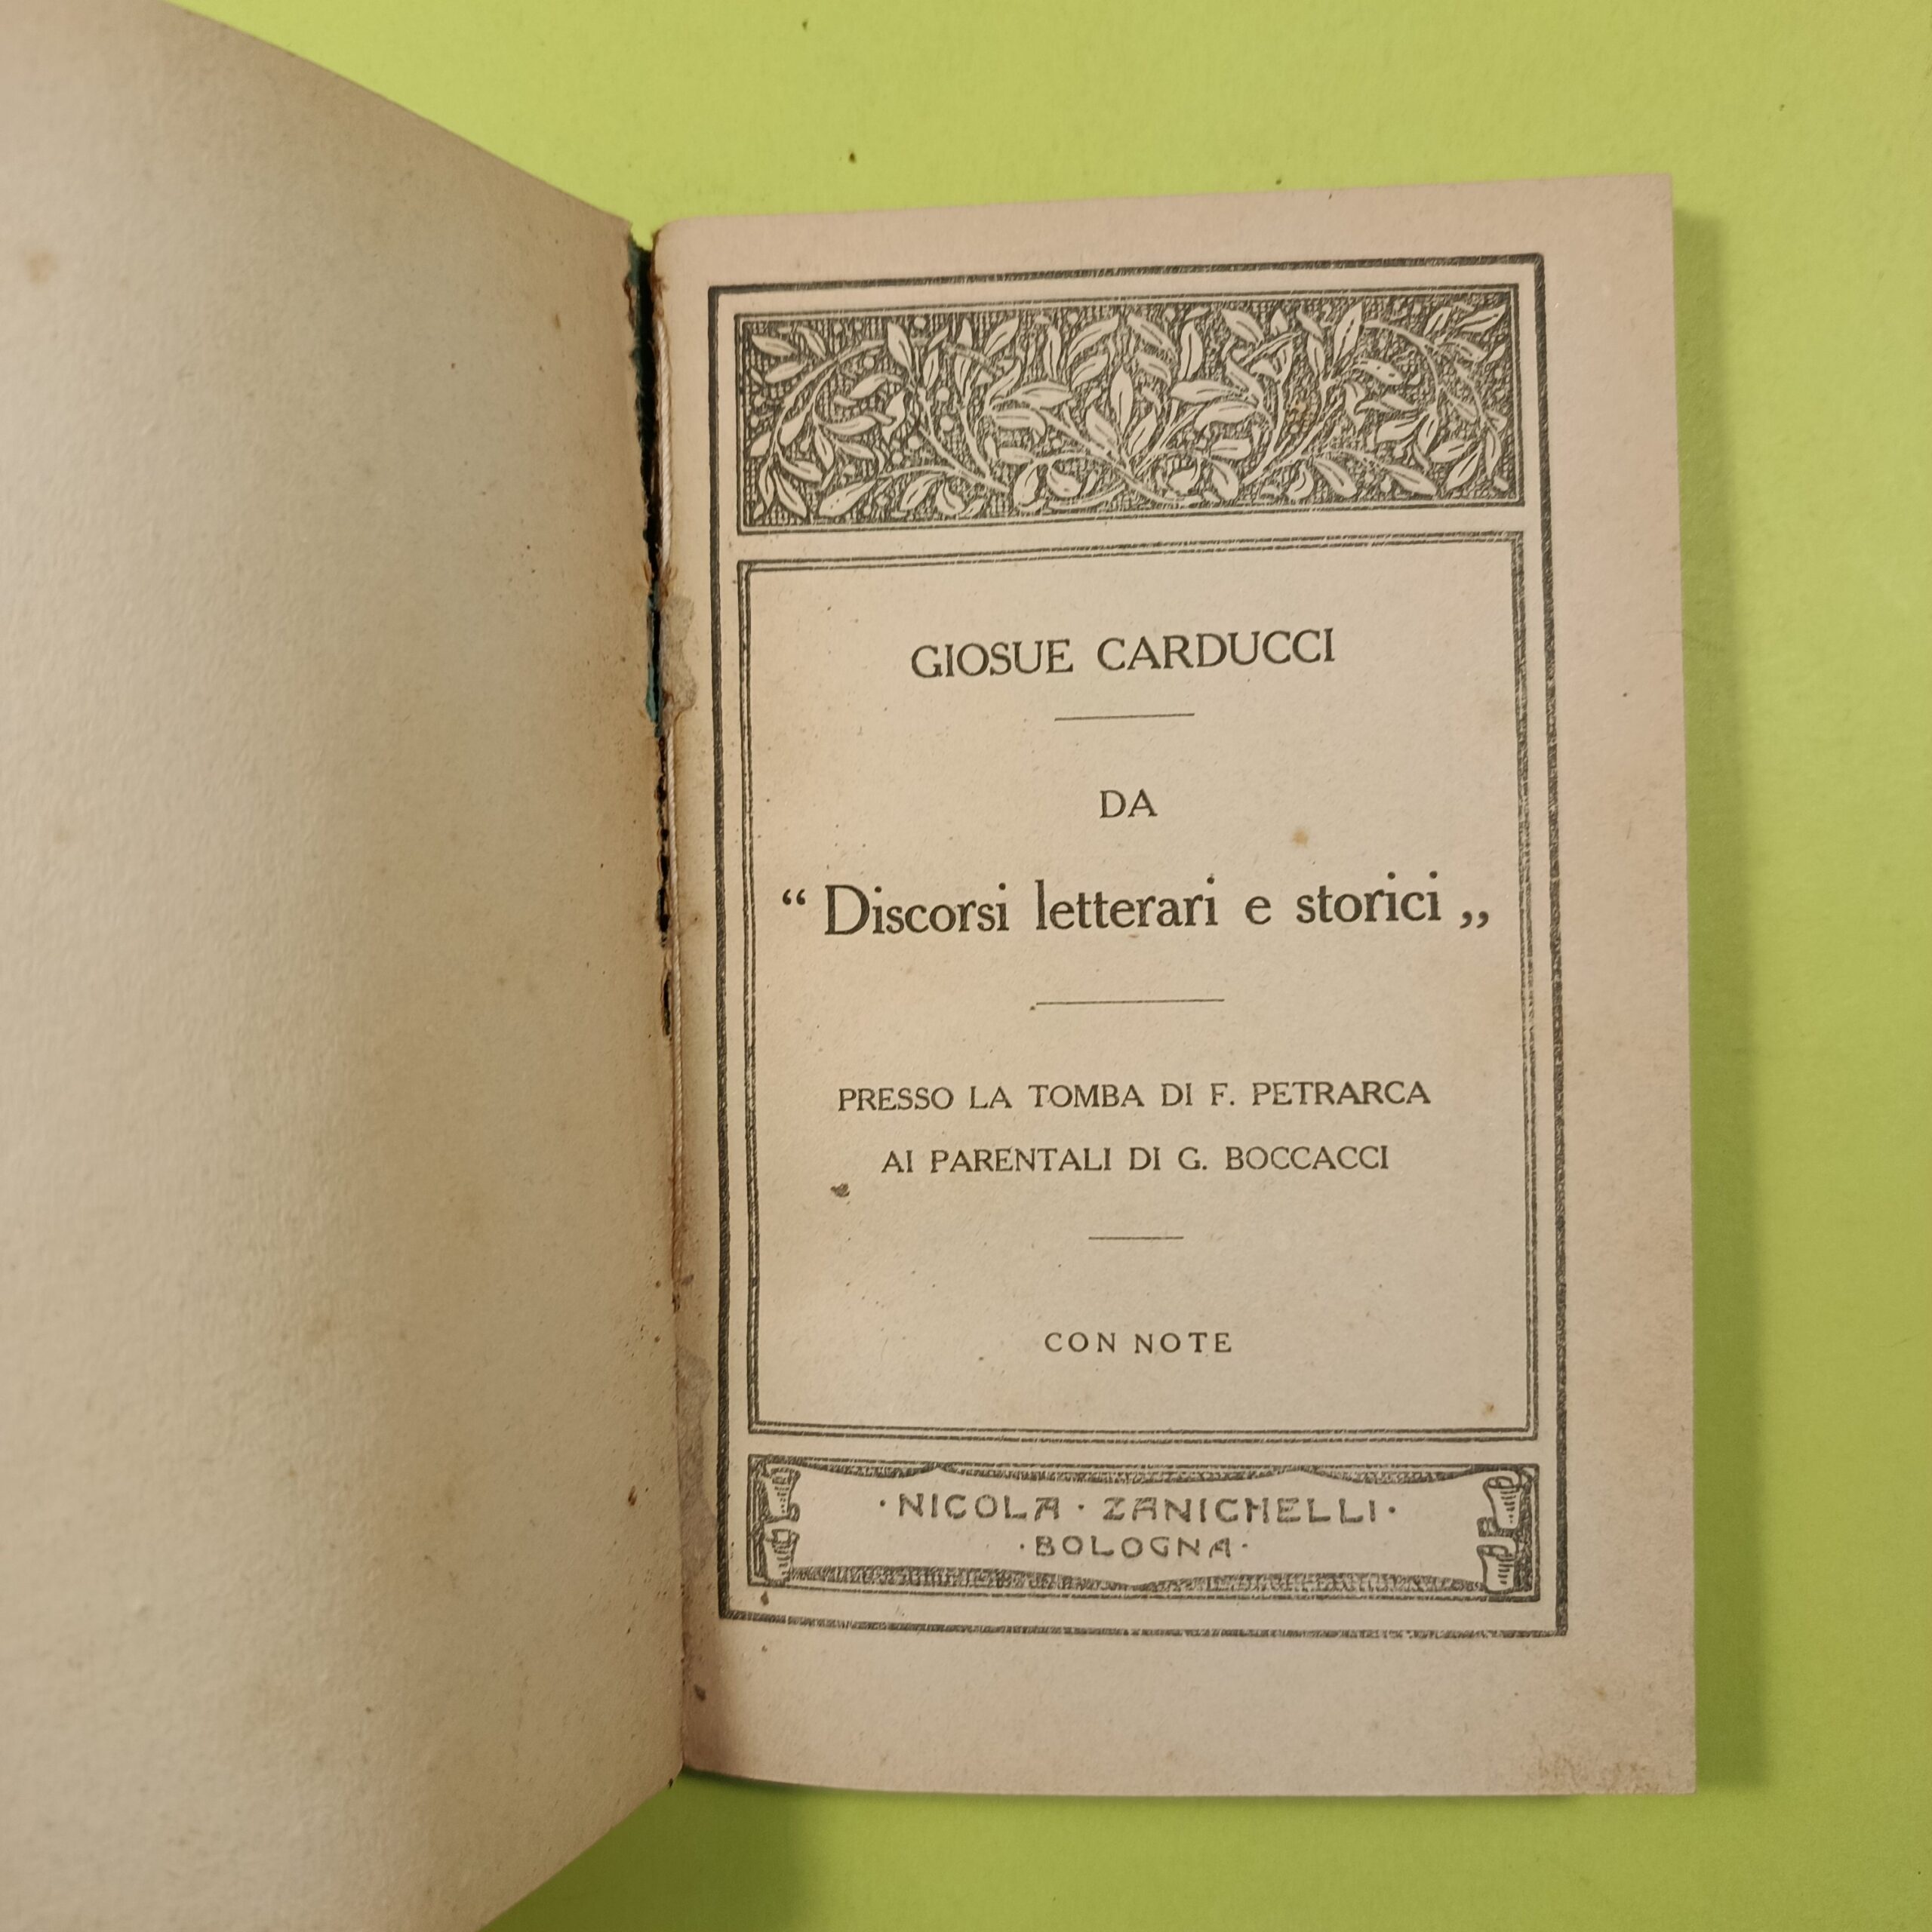 GIOSUE CARDUCCI
DA
“ Discorsi letterari e storici „
PRESSO LA TOMBA DI F. PETRARCA
AI PARENTALI DI G. BOCCACCI
CON NOTE
· NICOLA · ZANICHELLI ·
· BOLOGNA ·